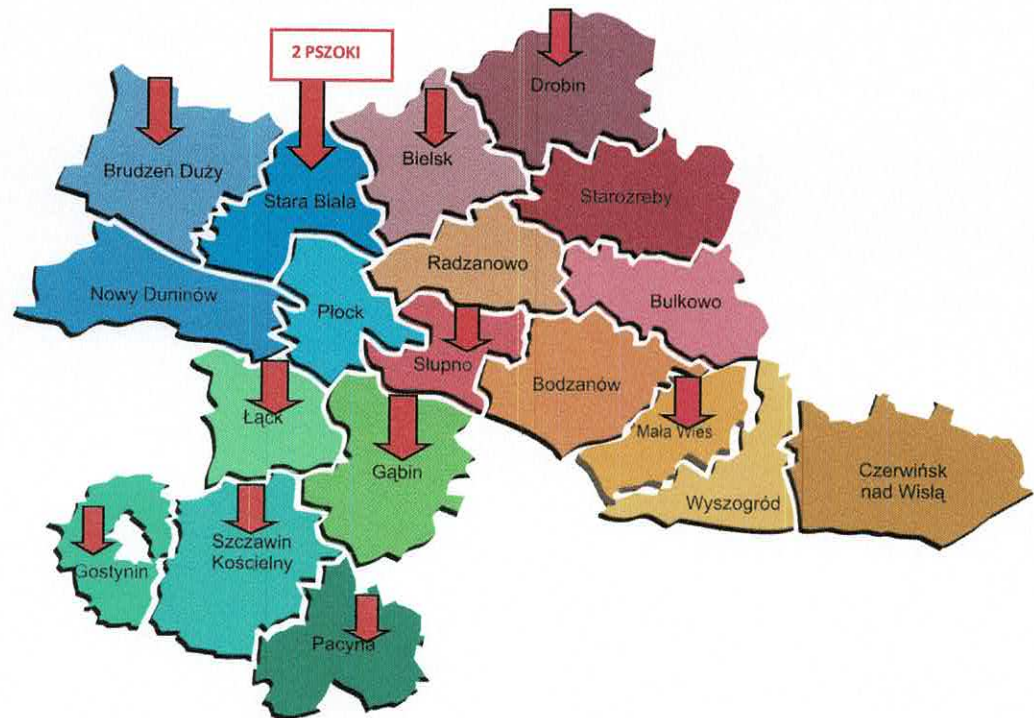 2 PSZOKI
Drobin
Brudzeń Duży
Bielsk
Stara Biała
Starozreby
Radzanowo
Nowy Duninów
Płock
Bulkowo
Słupno
Bodzanów
Łąck
Mała Wieś
Gąbin
Czerwińsk
nad Wisłą
Wyszogród
Szczawin
Kościelny
Gostynin
Pacyna